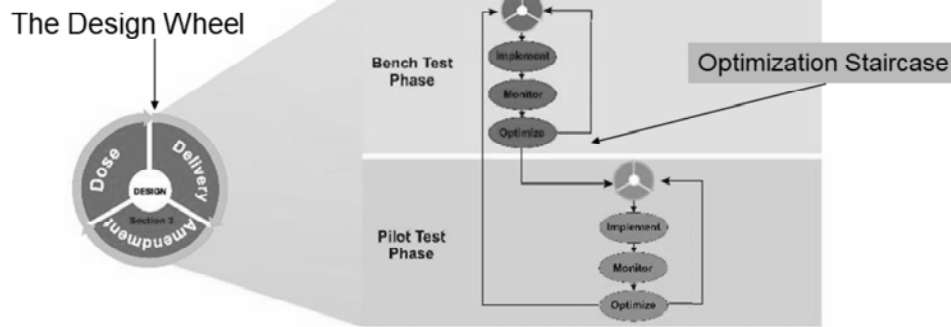 The Design Wheel
Dose
Delivery
DESIGN
Section 3
Amendment
Bench Test
Phase
Implement
Monitor
Optimize
Optimization Staircase
Pilot Test
Phase
Implement
Monitor
Optimize